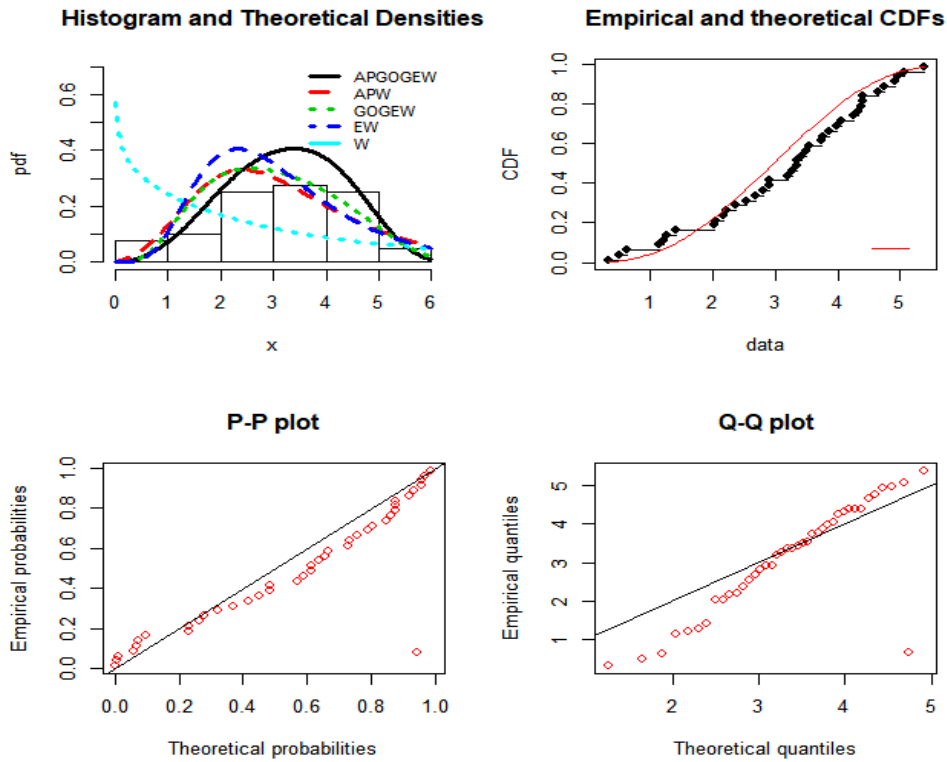 Histogram and Theoretical Densities
pdf
0.0 0.2 0.4 0.6
APGOGEW
APW
GOGEW
EW
W
0 1 2 3 4 5 6
x
Empirical and theoretical CDFs
CDF
0.0 0.2 0.4 0.6 0.8 1.0
1 2 3 4 5
data
P-P plot
Empirical probabilities
0.0 0.2 0.4 0.6 0.8 1.0
0.0 0.2 0.4 0.6 0.8 1.0
Theoretical probabilities
Q-Q plot
Empirical quantiles
1 2 3 4 5
2 3 4 5
Theoretical quantiles